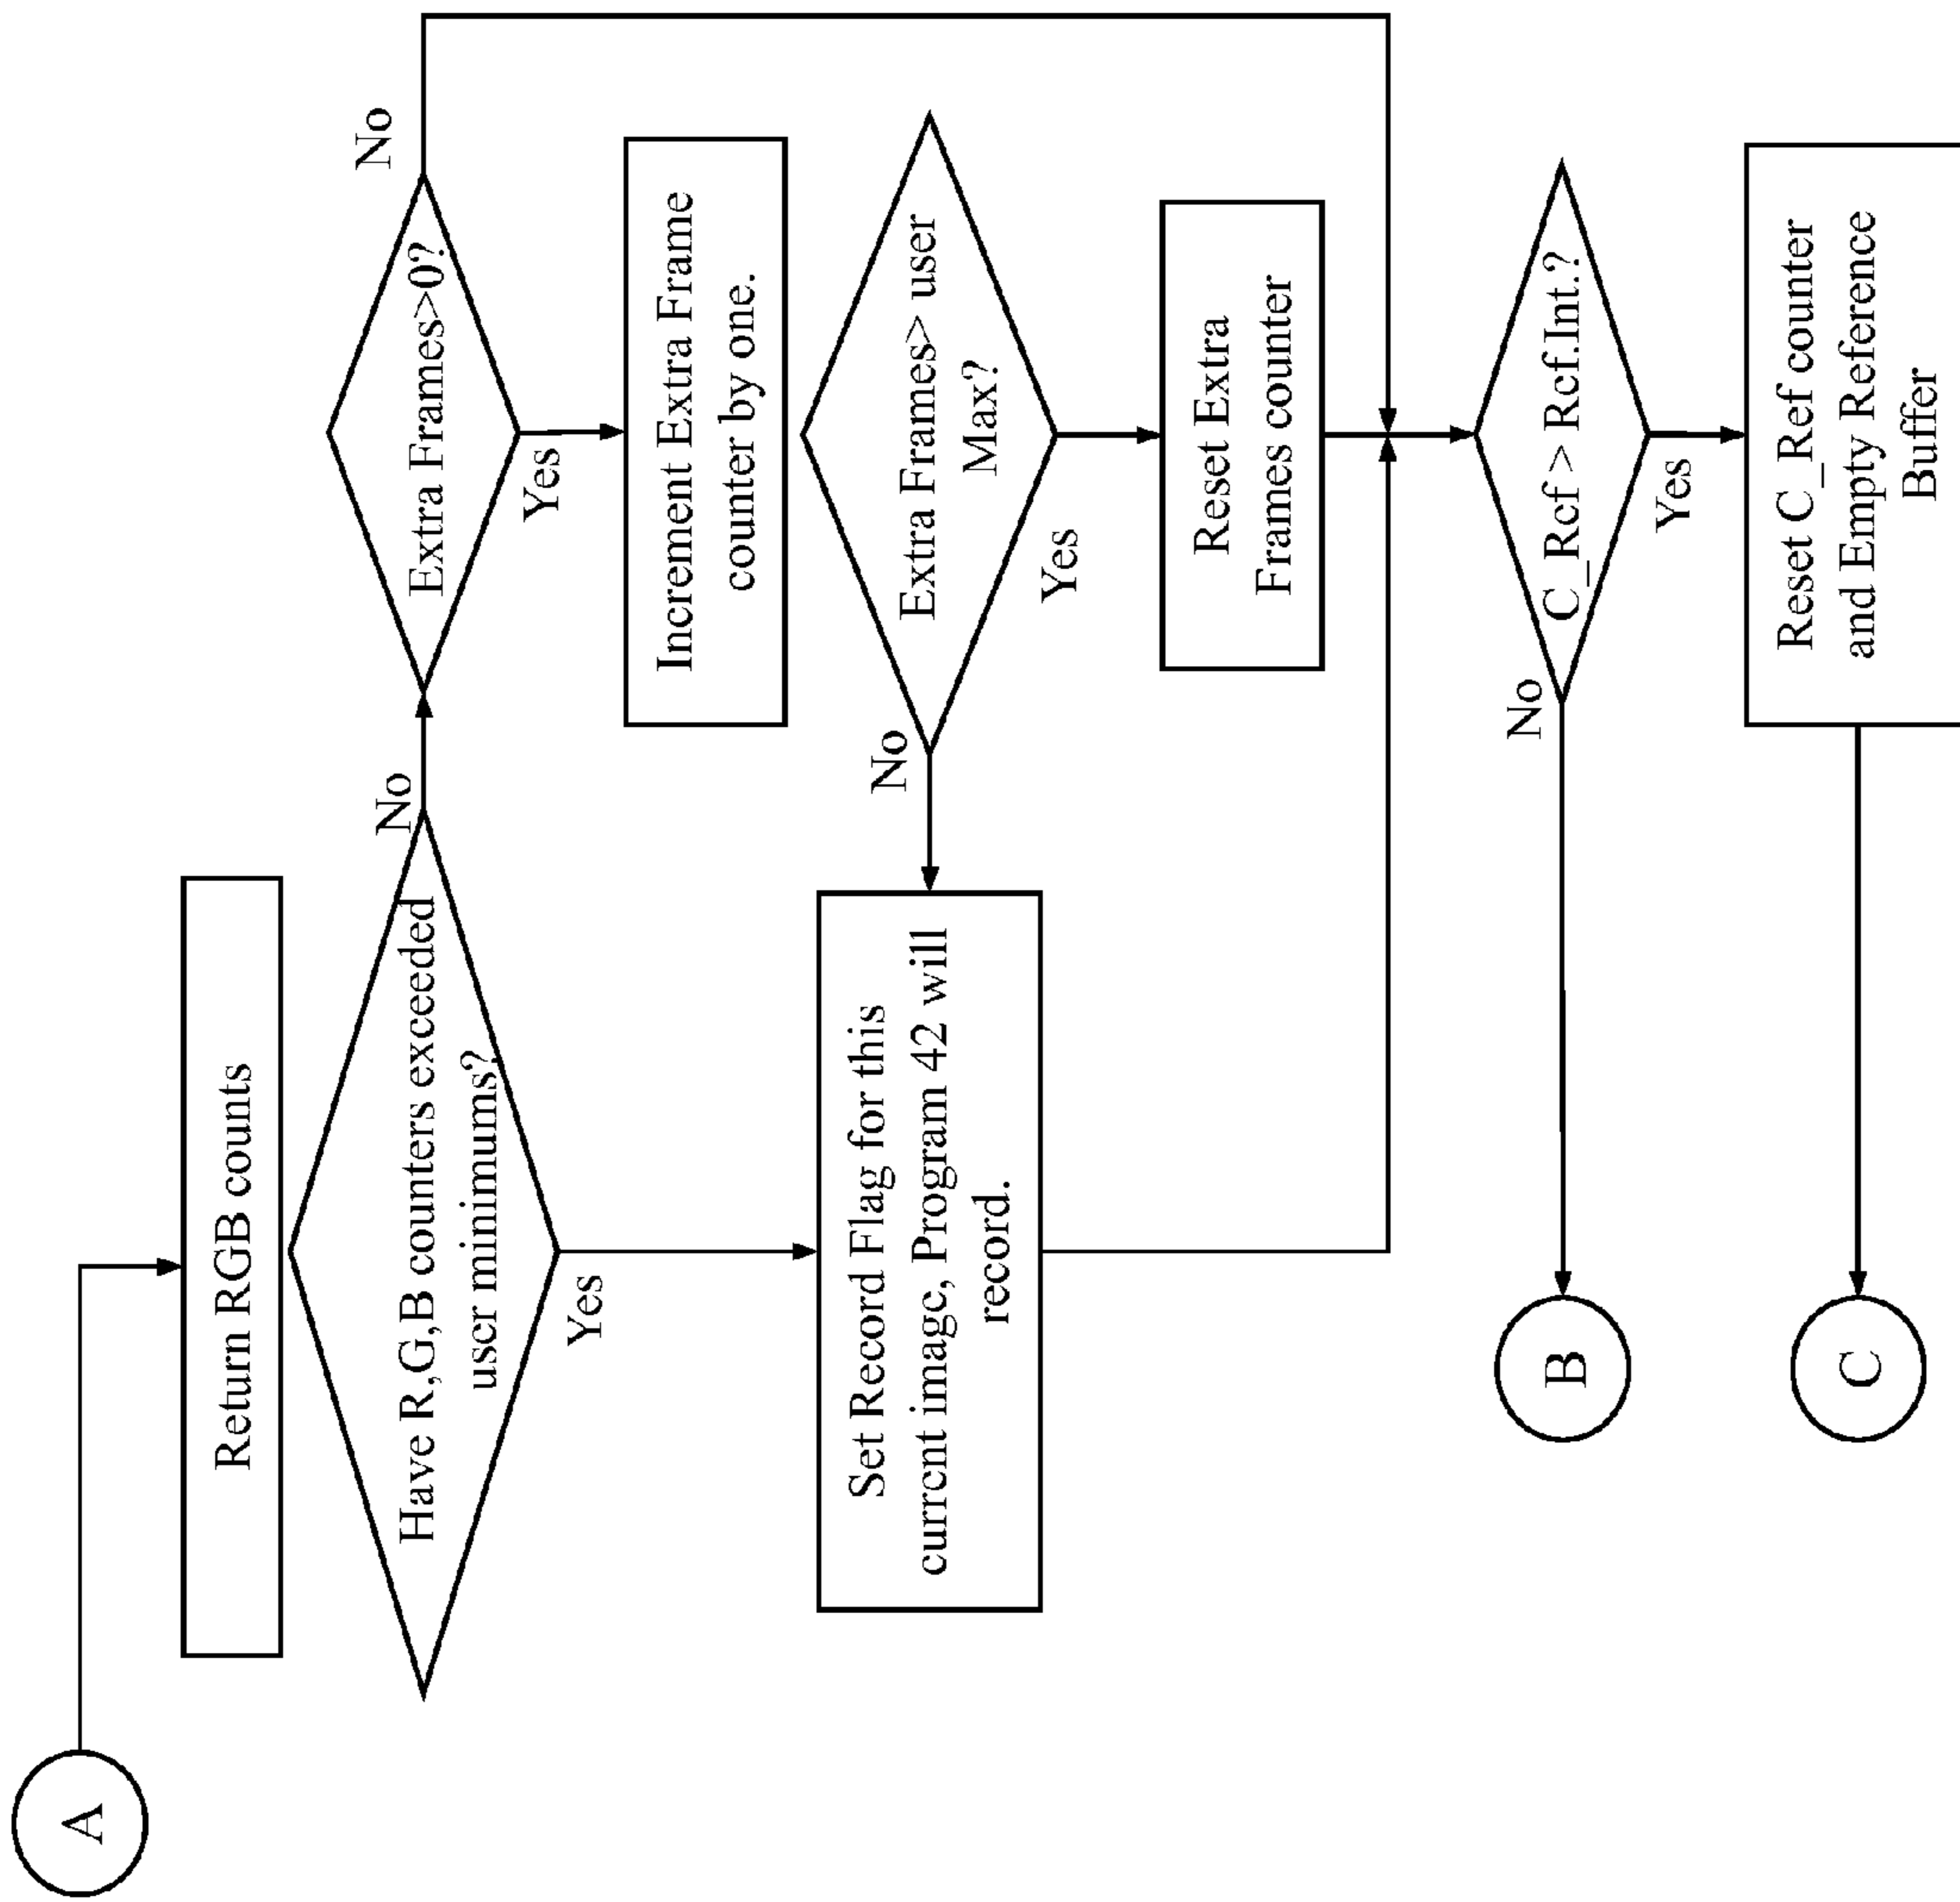 A
Return RGB counts
Have R,G,B counters exceeded
user minimums?
No
Yes
Extra Frames>0?
No
Yes
Increment Extra Frame
counter by one.
Extra Frames> user
Max?
No
Yes
Set Record Flag for this
current image, Program 42 will
record.
Reset Extra
Frames counter
C_Ref > Ref.Int.?
No
Yes
B
Reset C_Ref counter
and Empty Reference
Buffer
C